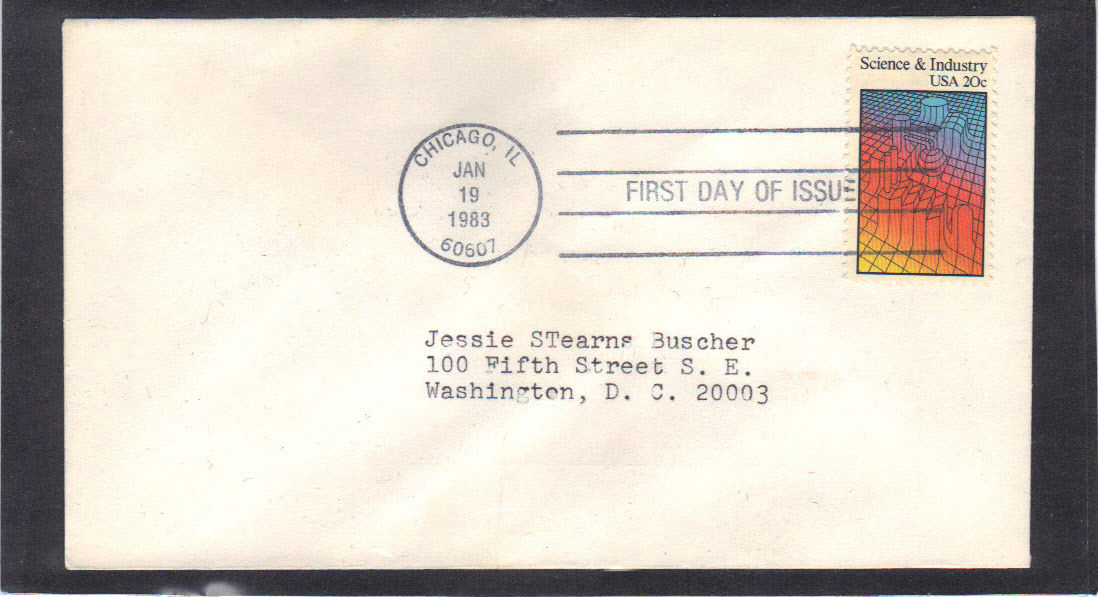 Science & Industry
USA 20c
CHICAGO, IL
JAN
19
1983
60607
FIRST DAY OF ISSUE
Jessie STearns Buscher
100 Fifth Street S. E.
Washington, D. C. 20003